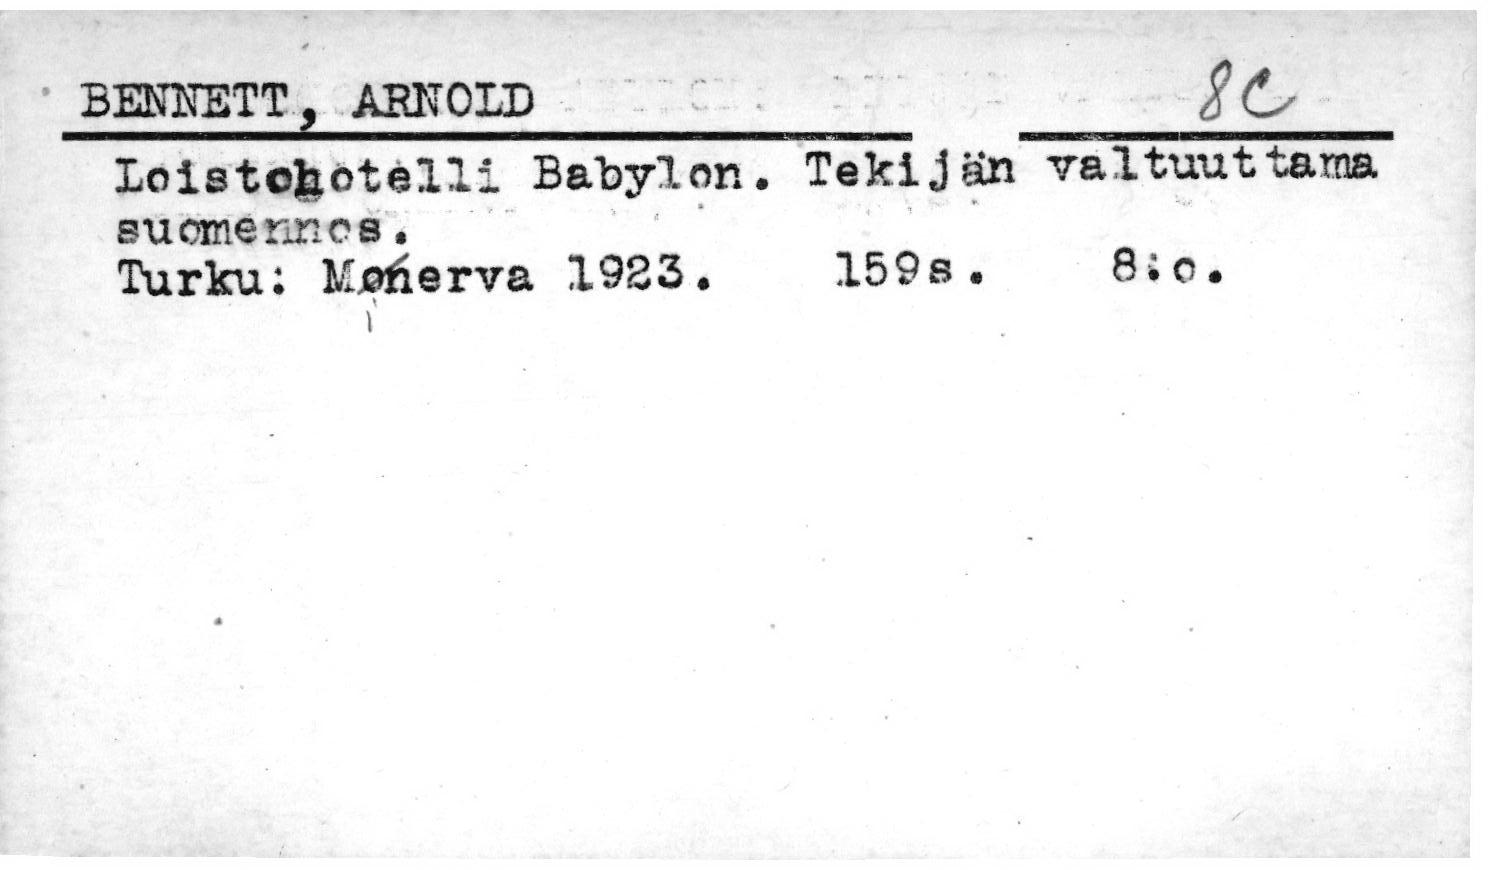 BENNETT, ARNOLD 8C
Loistohotelli Babylon. Tekijän valtuuttama
suomennos.
Turku: Minerva 1923. 159s. 8:o.